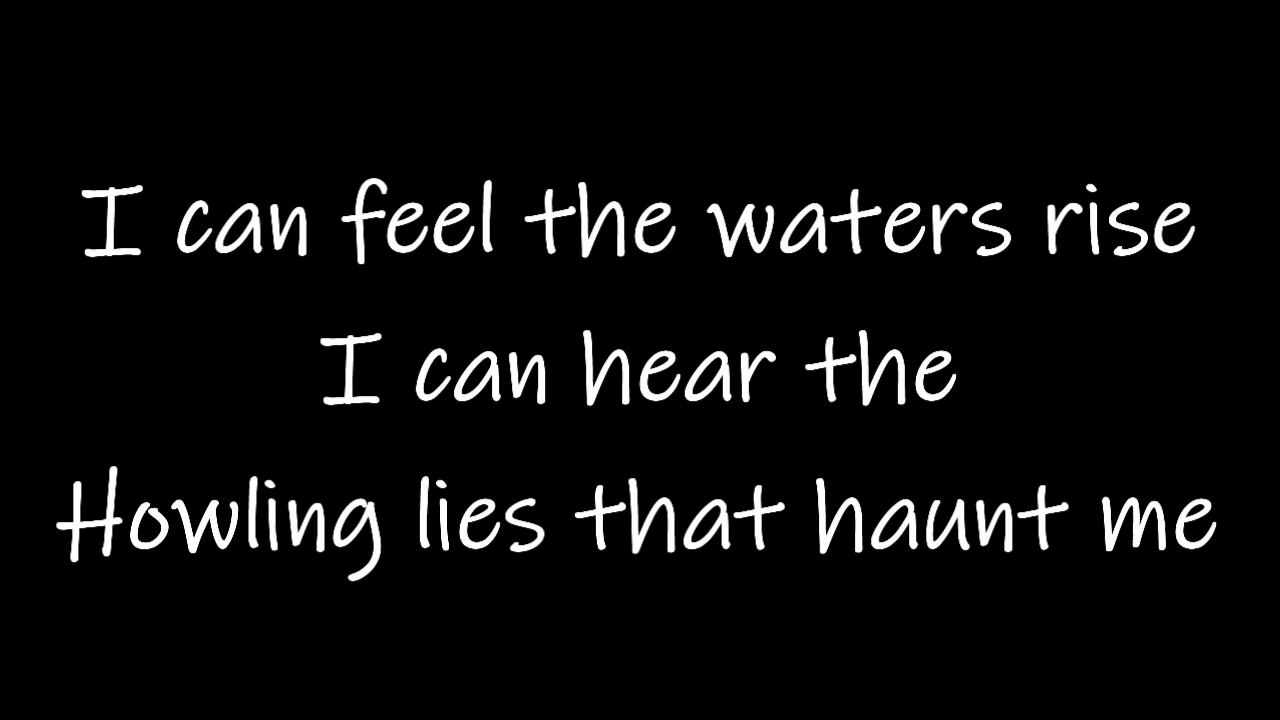 I can feel the waters rise
I can hear the
Howling lies that haunt me